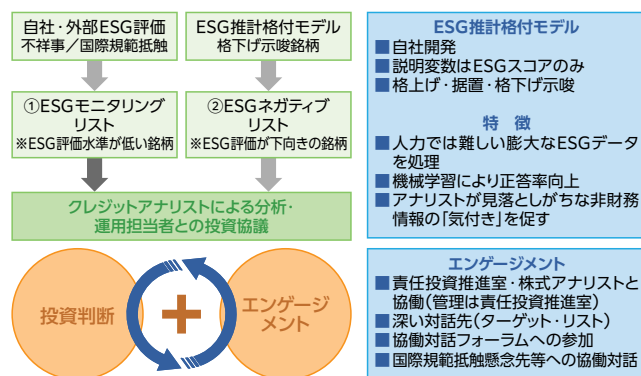 自社・外部ESG評価
不祥事／国際規範抵触
ESG推計格付モデル
格下げ示唆銘柄
①ESGモニタリング
リスト
※ESG評価水準が低い銘柄
②ESGネガティブ
リスト
※ESG評価が下向きの銘柄
クレジットアナリストによる分析・
運用担当者との投資協議
投資判断
＋
エンゲージ
メント
ESG推計格付モデル
■自社開発
■説明変数はESGスコアのみ
■格上げ・据置・格下げ示唆
特　徴
■人力では難しい膨大なESGデータ
を処理
■機械学習により正答率向上
■アナリストが見落としがちな非財務
情報の「気付き」を促す
エンゲージメント
■責任投資推進室・株式アナリストと
協働(管理は責任投資推進室)
■深い対話先(ターゲット・リスト)
■協働対話フォーラムへの参加
■国際規範抵触懸念先等への協働対話